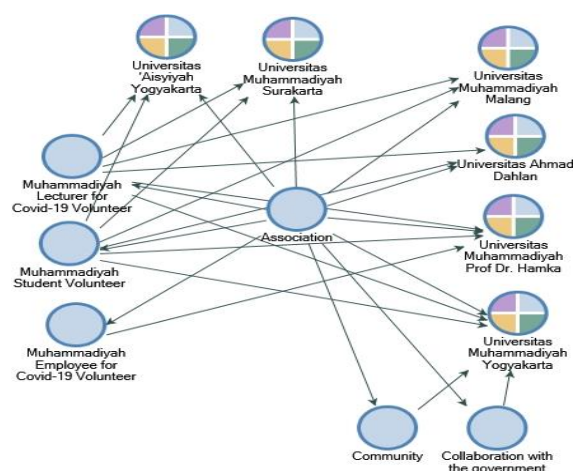 Universitas
'Aisyiyah
Yogyakarta
Universitas
Muhammadiyah
Surakarta
Universitas
Muhammadiyah
Malang
Muhammadiyah
Lecturer for
Covid-19 Volunteer
Universitas Ahmad
Dahlan
Association
Muhammadiyah
Student Volunteer
Universitas
Muhammadiyah
Prof Dr. Hamka
Muhammadiyah
Employee for
Covid-19 Volunteer
Universitas
Muhammadiyah
Yogyakarta
Community
Collaboration with
the government